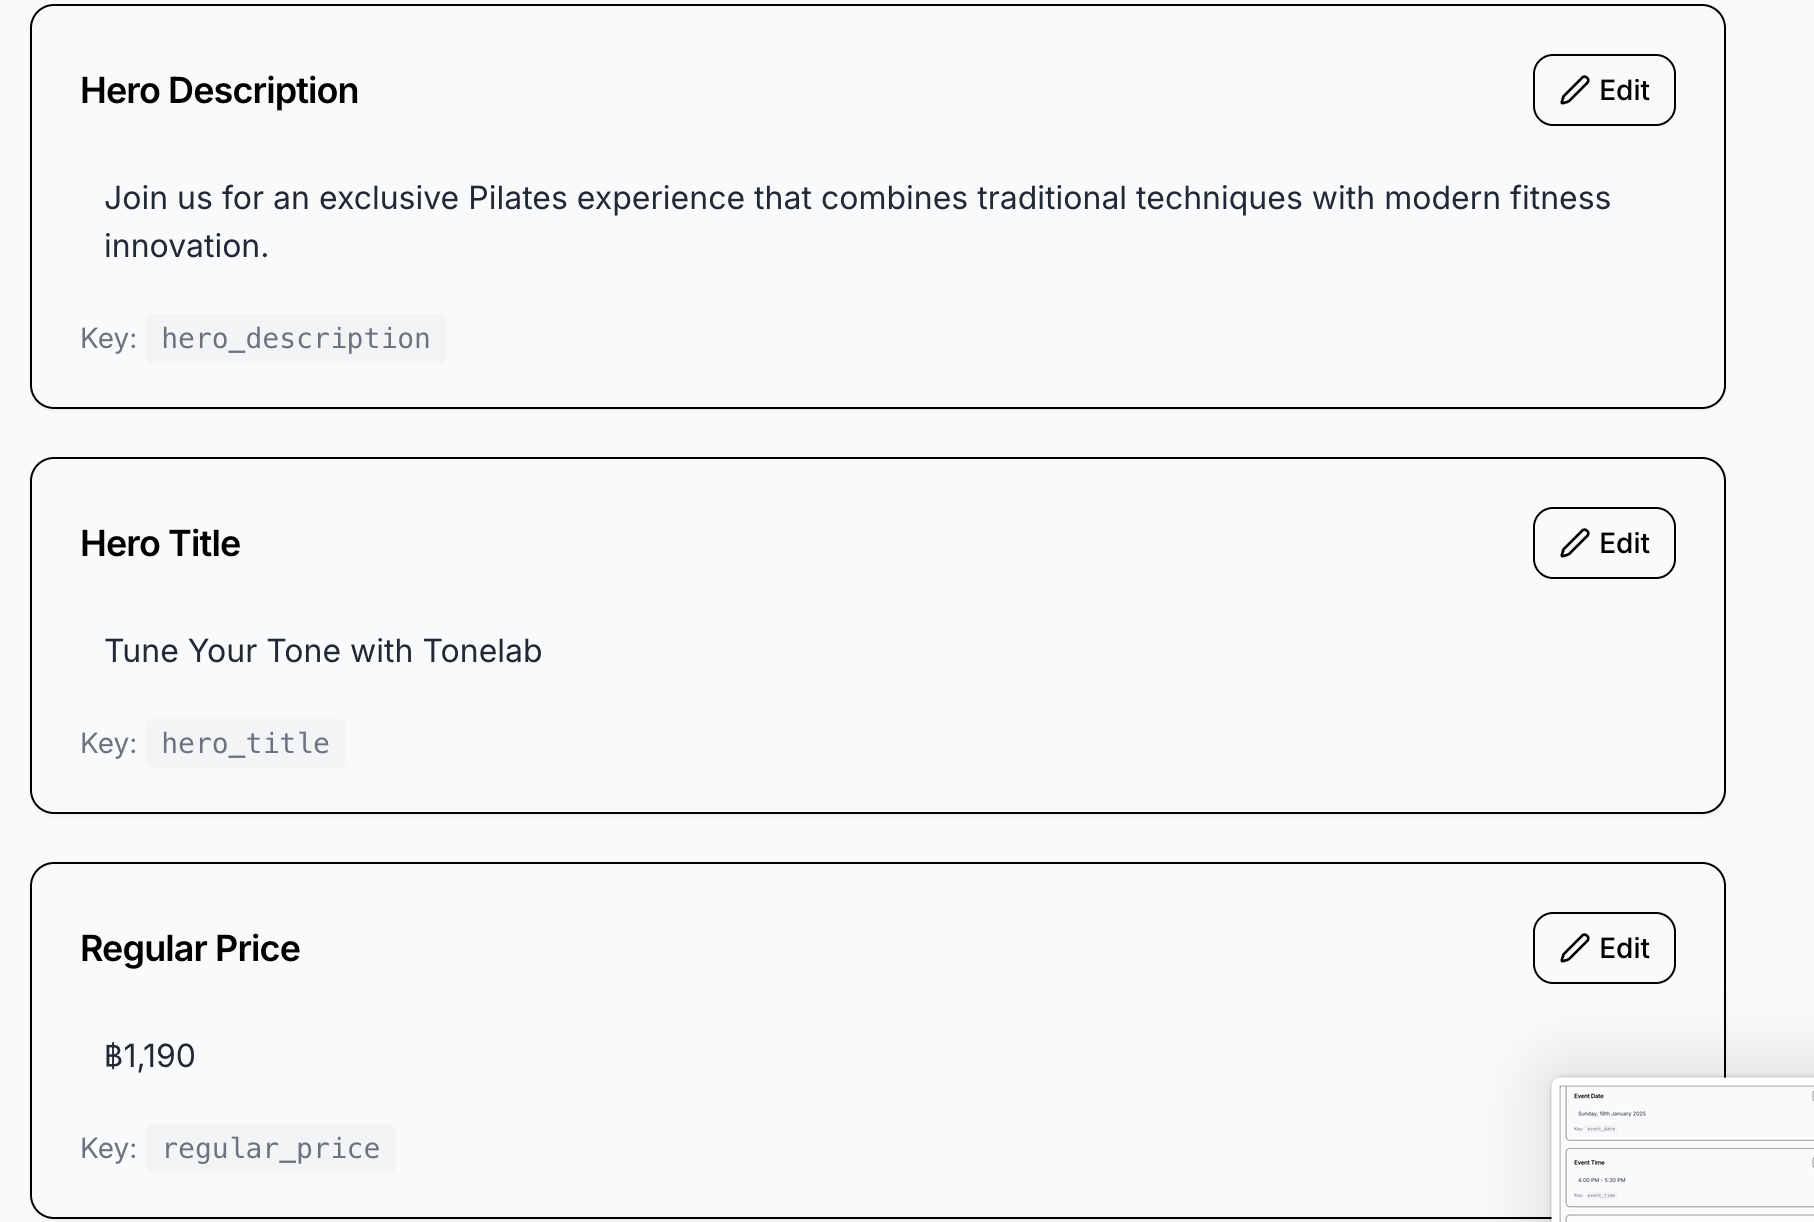 Hero Description
Edit
Join us for an exclusive Pilates experience that combines traditional techniques with modern fitness
innovation.
Key: hero_description
Hero Title
Edit
Tune Your Tone with Tonelab
Key: hero_title
Regular Price
Edit
฿1,190
Key: regular_price
Event Date
Sunday, 19th January 2025
Key: event_date
Event Time
4:00 PM - 5:30 PM
Key: event_time